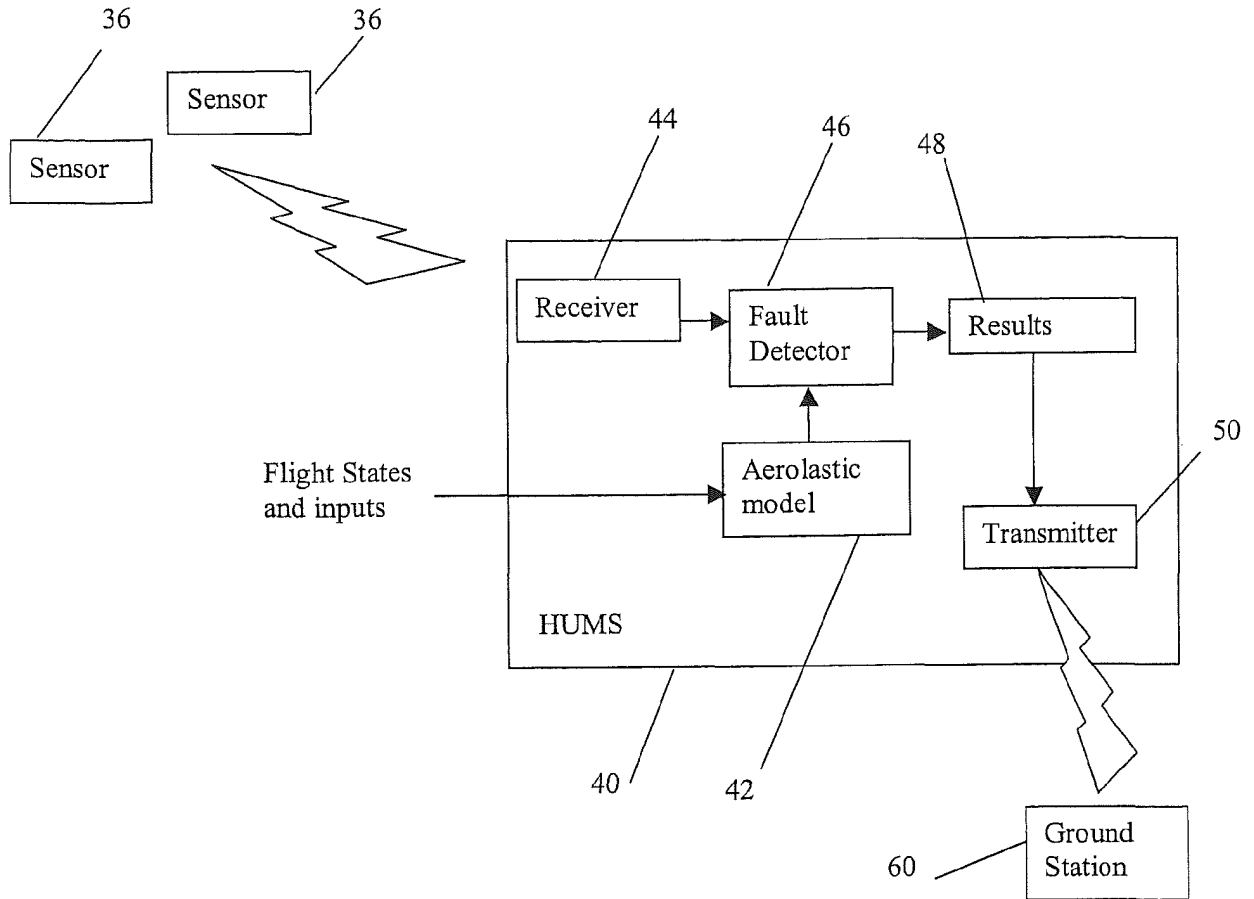 36
36
Sensor
Sensor
44
46
48
Receiver
Fault
Detector
Results
50
Flight States
and inputs
Aerolastic
model
Transmitter
HUMS
40
42
60
Ground
Station